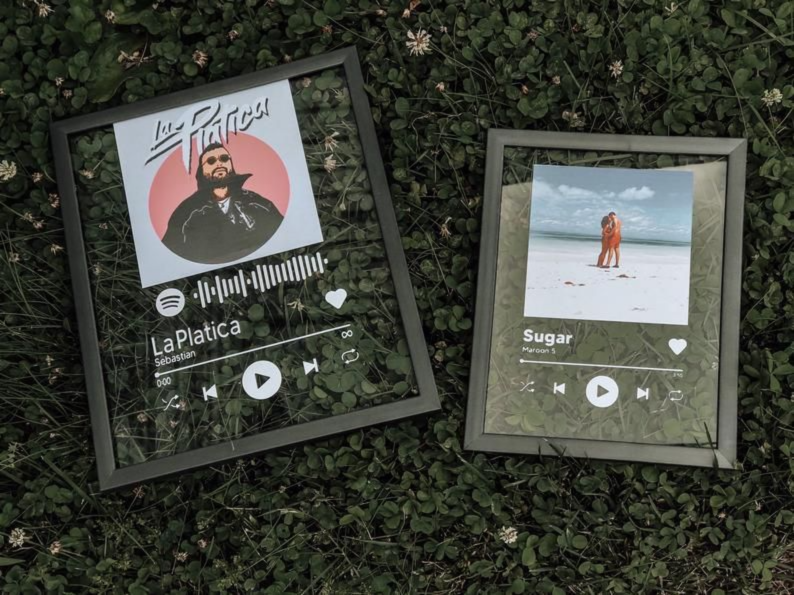 La Platica
La Platica
Sebastian
0:00
∞
Sugar
Maroon 5